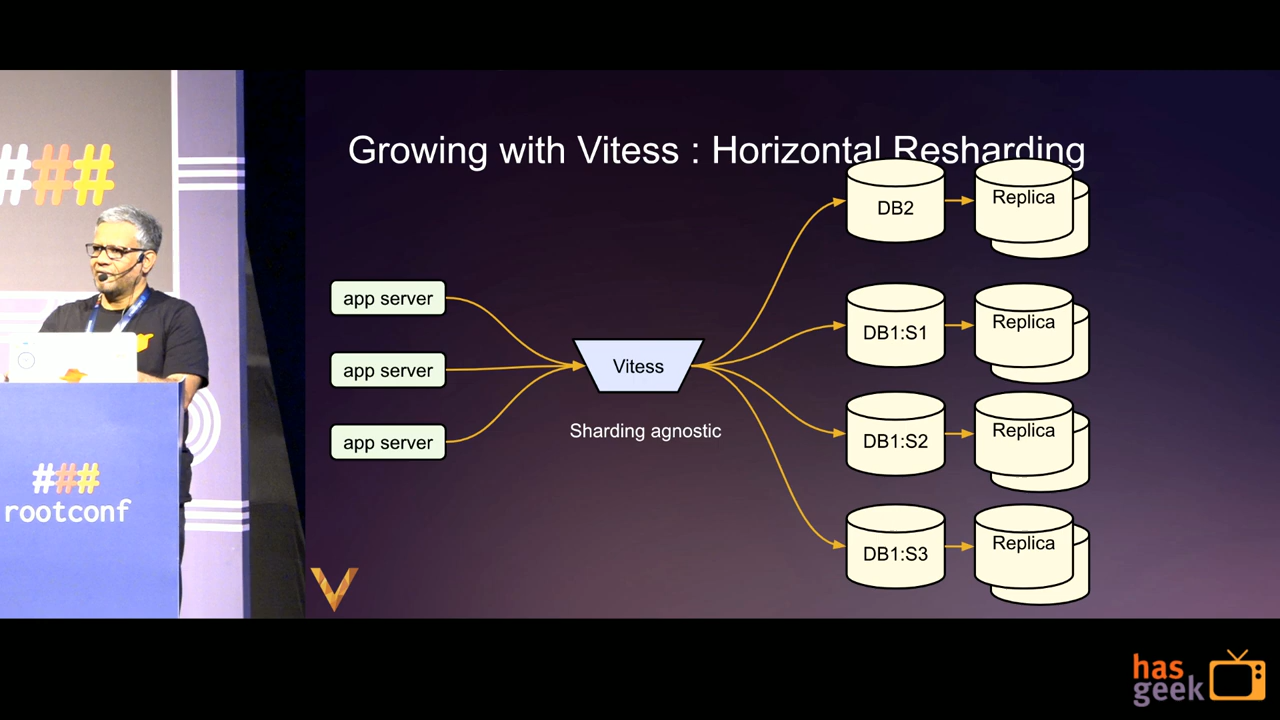 Growing with Vitess : Horizontal Resharding
DB2
Replica
app server
app server
app server
Vitess
Sharding agnostic
DB1:S1
Replica
DB1:S2
Replica
DB1:S3
Replica
###
###
rootconf
has
geek